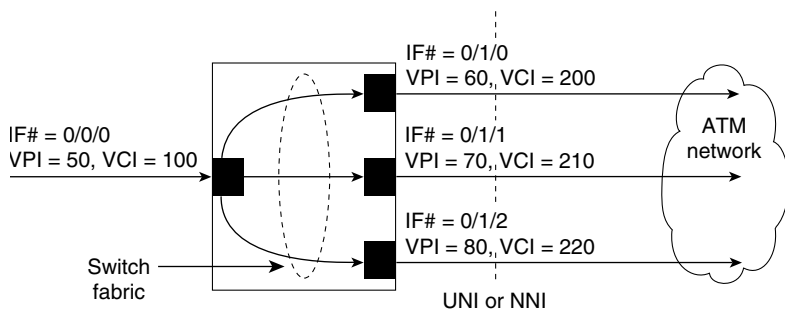 IF# = 0/1/0
VPI = 60, VCI = 200
IF# = 0/0/0
VPI = 50, VCI = 100
IF# = 0/1/1
VPI = 70, VCI = 210
ATM
network
IF# = 0/1/2
VPI = 80, VCI = 220
Switch
fabric
UNI or NNI